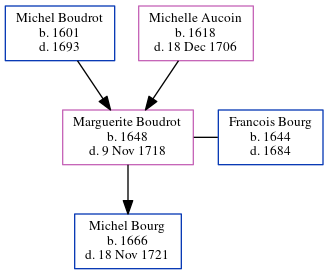 Michel Boudrot
b. 1601
d. 1693
Michelle Aucoin
b. 1618
d. 18 Dec 1706
Marguerite Boudrot
b. 1648
d. 9 Nov 1718
Francois Bourg
b. 1644
d. 1684
Michel Bourg
b. 1666
d. 18 Nov 1721